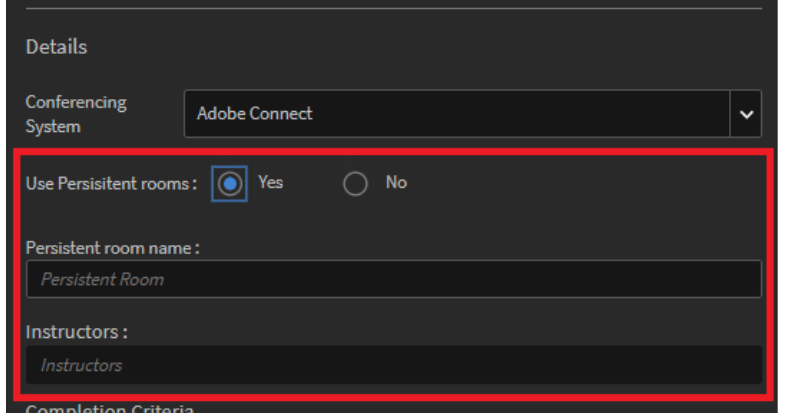 Details
Conferencing
System
Adobe Connect
Use Persisitent rooms : Yes No
Persistent room name :
Persistent Room
Instructors :
Instructors
Completion Criteria